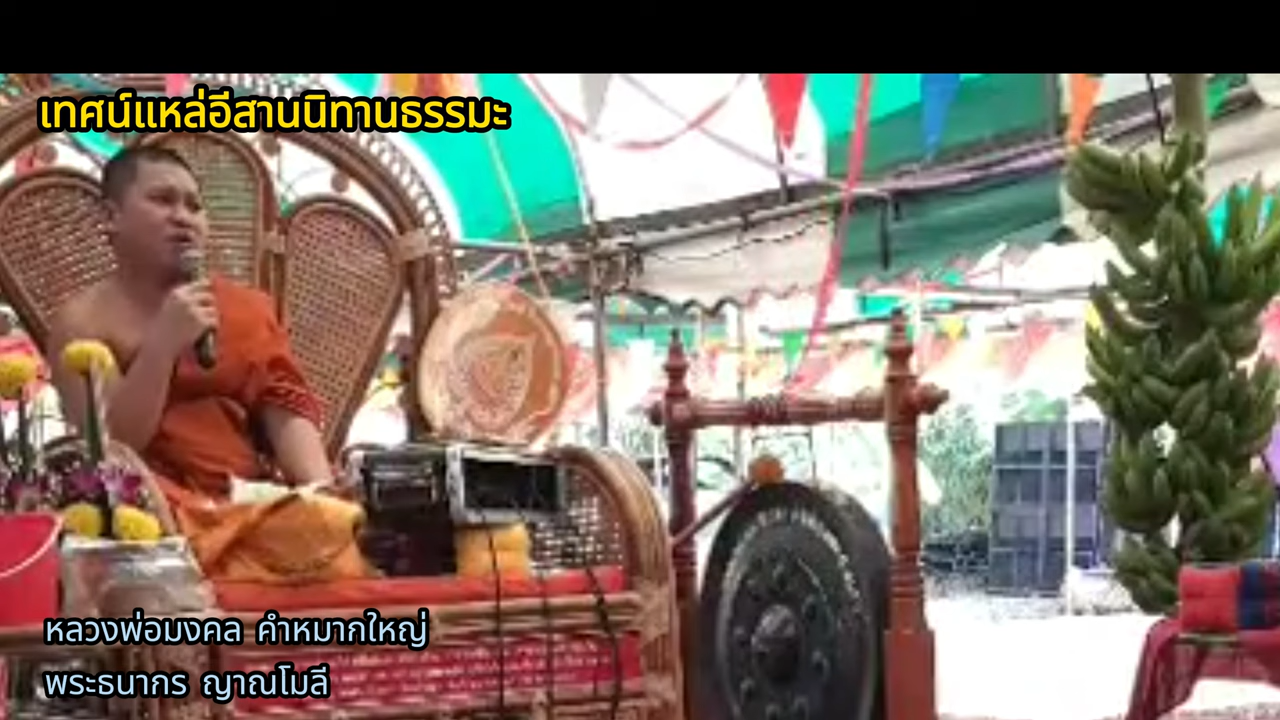 เทศน์แหล่อีสานนิทานธรรมะ
หลวงพ่อมงคล คำหมากใหญ่
พระธนากร ญาณโมลี